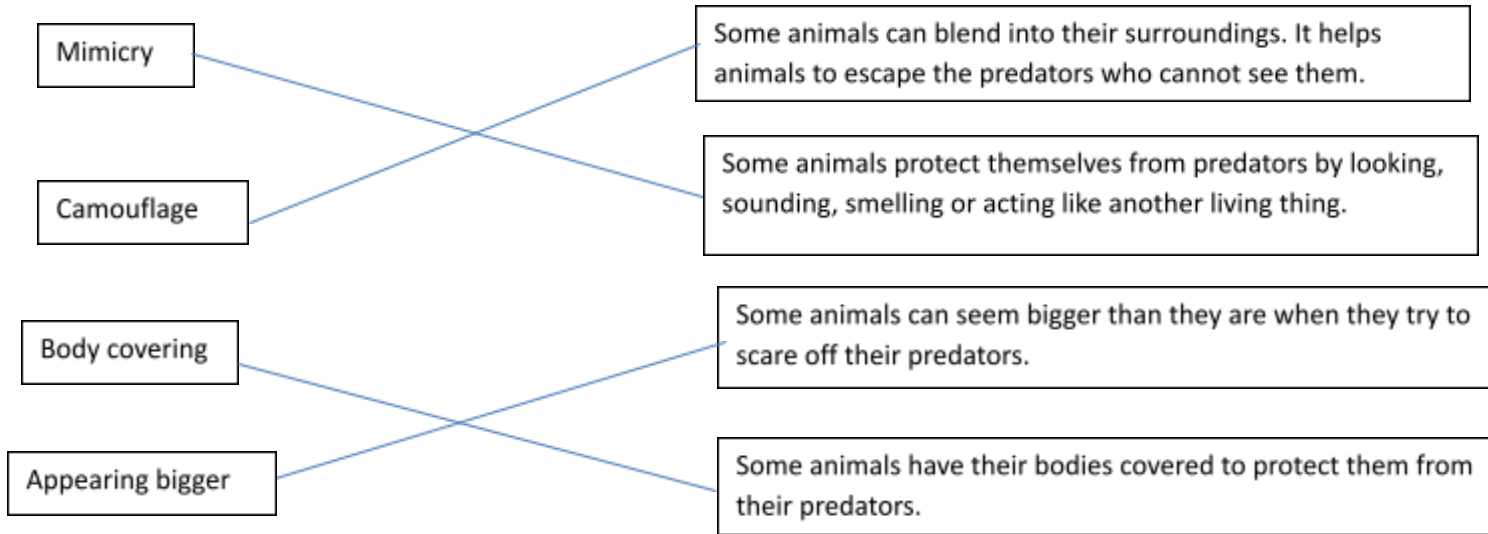 Mimicry
Some animals can blend into their surroundings. It helps
animals to escape the predators who cannot see them.
Camouflage
Some animals protect themselves from predators by looking,
sounding, smelling or acting like another living thing.
Body covering
Some animals can seem bigger than they are when they try to
scare off their predators.
Appearing bigger
Some animals have their bodies covered to protect them from
their predators.